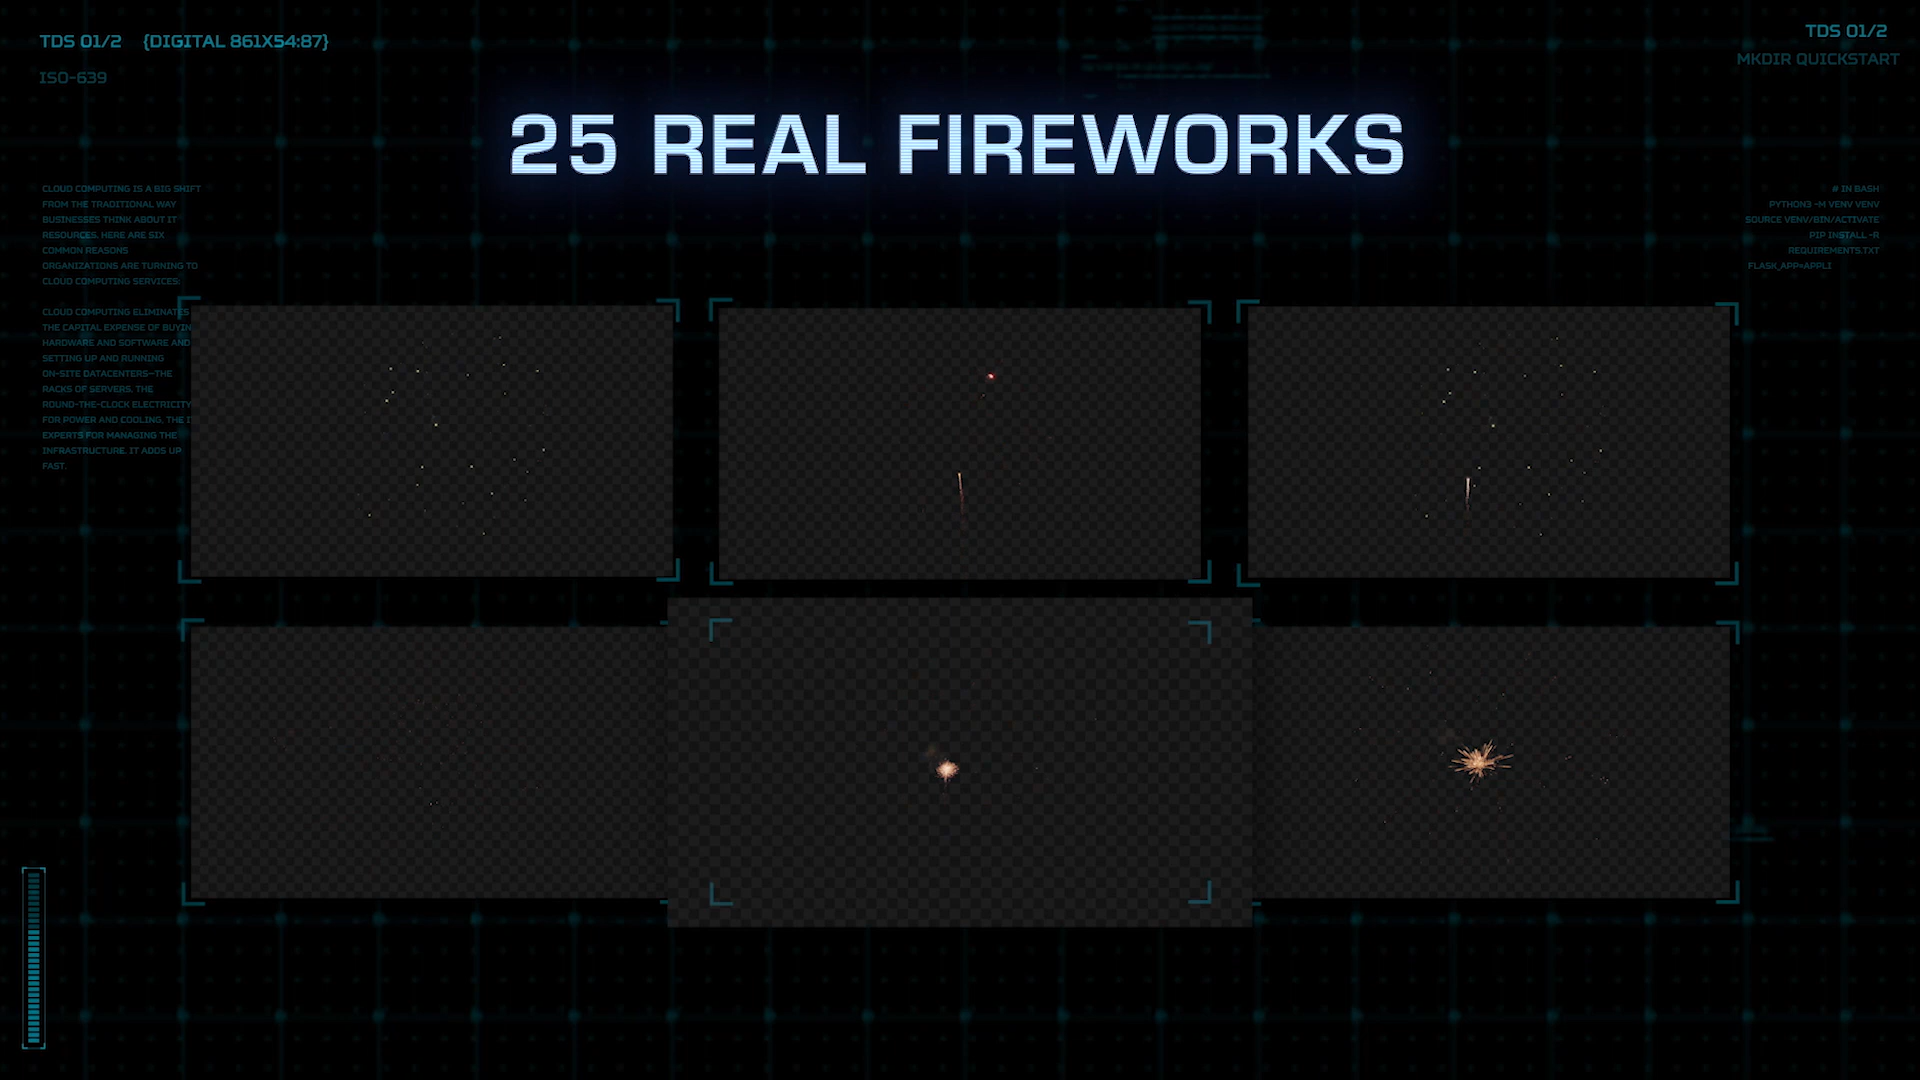 TDS 01/2 {DIGITAL 861X54:87}
ISO-639
TDS 01/2
MKDIR QUICKSTART
25 REAL FIREWORKS
CLOUD COMPUTING IS A BIG SHIFT
FROM THE TRADITIONAL WAY
BUSINESSES THINK ABOUT IT
RESOURCES. HERE ARE SIX
COMMON REASONS
ORGANIZATIONS ARE TURNING TO
CLOUD COMPUTING SERVICES:
CLOUD COMPUTING ELIMINATES
THE CAPITAL EXPENSE OF BUYIN
HARDWARE AND SOFTWARE AND
SETTING UP AND RUNNING
ON-SITE DATACENTERS—THE
RACKS OF SERVERS, THE
ROUND-THE-CLOCK ELECTRICITY
FOR POWER AND COOLING, THE
EXPERTS FOR MANAGING THE
INFRASTRUCTURE. IT ADDS UP
FAST.
# IN BASH
PYTHON3 -M VENV VENV
SOURCE VENV/BIN/ACTIVATE
PIP INSTALL -R
REQUIREMENTS.TXT
FLASK_APP=APPLI